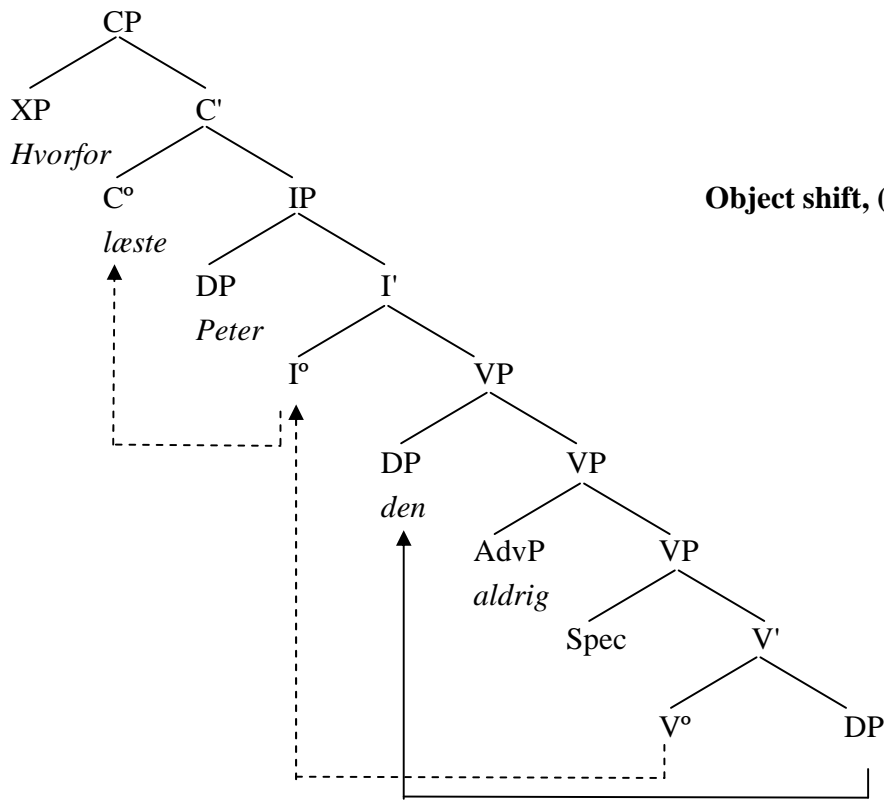 CP
XP C'
Hvorfor
Cº IP
Object shift, (
læste
DP I'
Peter
Iº VP
DP VP
den
AdvP VP
aldrig
Spec V'
Vº DP